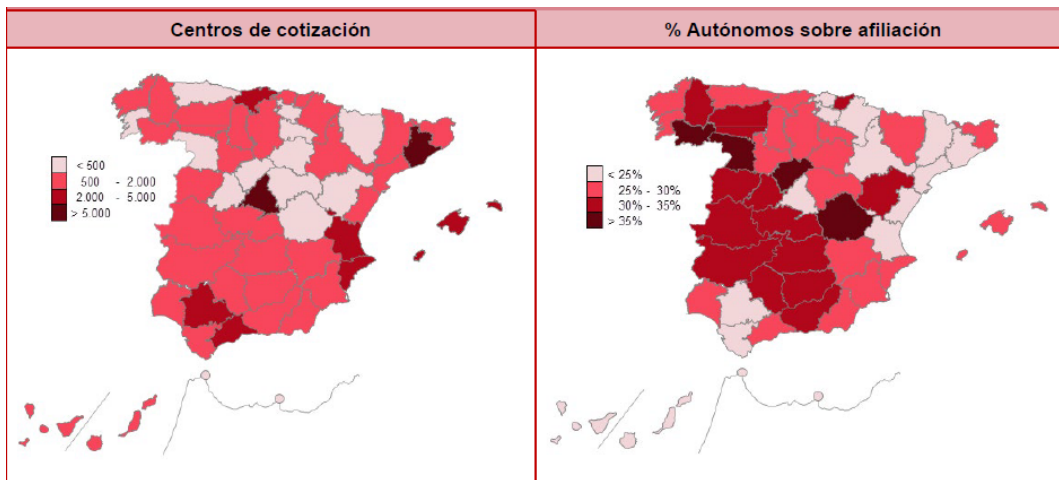 Centros de cotización
% Autónomos sobre afiliación
< 500
500 - 2.000
2.000 - 5.000
> 5.000
< 25%
25% - 30%
30% - 35%
> 35%